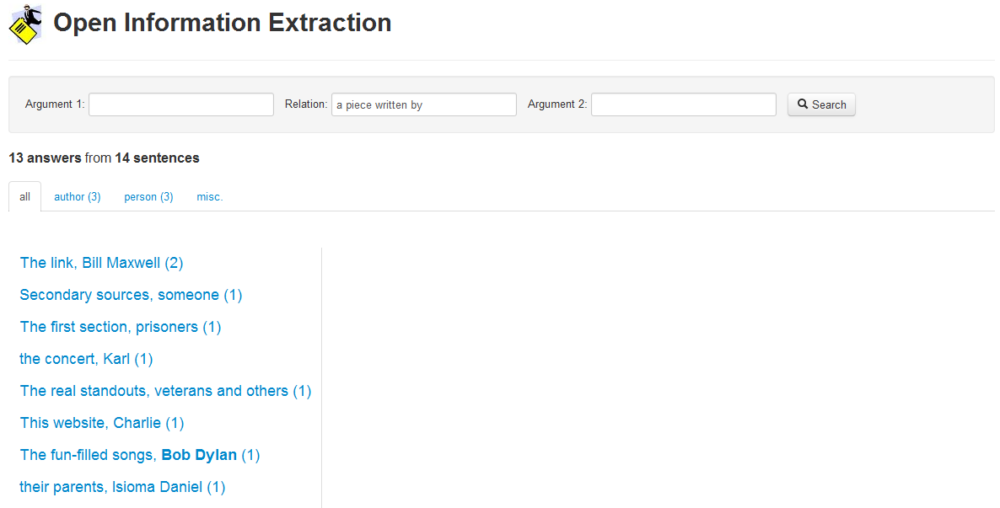 Open Information Extraction
Argument 1: Relation: a piece written by Argument 2: Search
13 answers from 14 sentences
all author (3) person (3) misc.
The link, Bill Maxwell (2)
Secondary sources, someone (1)
The first section, prisoners (1)
the concert, Karl (1)
The real standouts, veterans and others (1)
This website, Charlie (1)
The fun-filled songs, Bob Dylan (1)
their parents, Isioma Daniel (1)